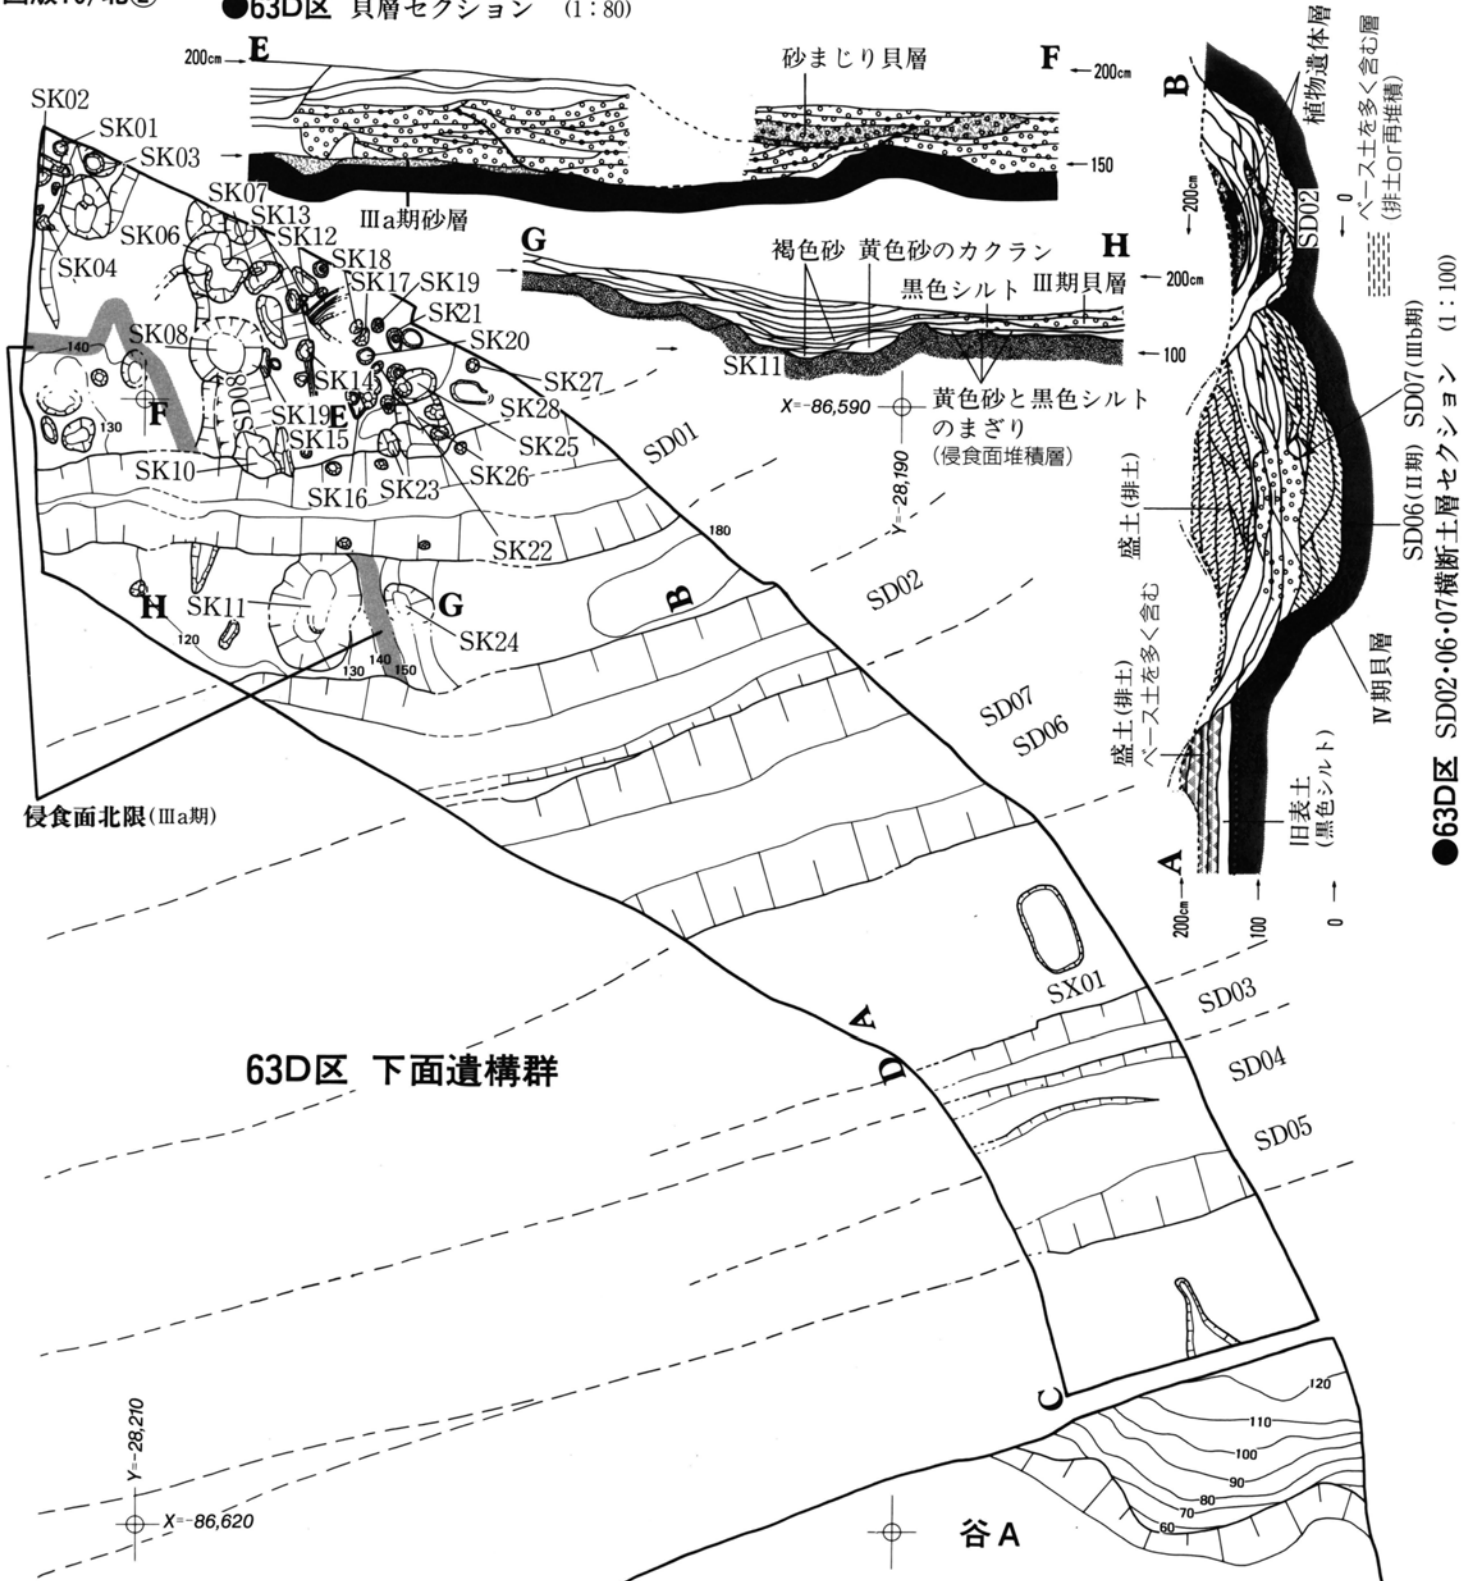 ●63D区 貝層セクション (1：80)
200cm
E
砂まじり貝層
F
200cm
150
Ⅲa期砂層
G
褐色砂 黄色砂のカクラン
H
200cm
黒色シルト Ⅲ期貝層
100
SK11
黄色砂と黒色シルト
のまざり
(侵食面堆積層)
X=-86,590
Y=-28,190
SK02
SK01
SK03
SK07
SK13
SK12
SK06
SK18
SK04
SK17
SK19
SK21
SK08
SK20
140
SK14
SK27
F
SD08
SK19
E
SK28
130
SK15
SK25
SK10
SK26
SK16
SK23
SK22
SD01
180
H
SK11
G
SK24
B
120
130
140
150
SD02
SD07
SD06
侵食面北限(Ⅲa期)
SX01
A
D
SD03
SD04
SD05
63D区 下面遺構群
C
120
110
100
90
80
70
60
谷A
Y=-28,210
X=-86,620
B
植物遺体層
ベース土を多く含む層
(排土or再堆積)
200cm
SD02
0
SD07(Ⅲb期)
SD06(Ⅱ期)
盛土(排土)
盛土(排土)
ベース土を多く含む
Ⅳ期貝層
旧表土
(黒色シルト)
A
200cm
100
0
●63D区 SD02・06・07横断土層セクション (1：100)